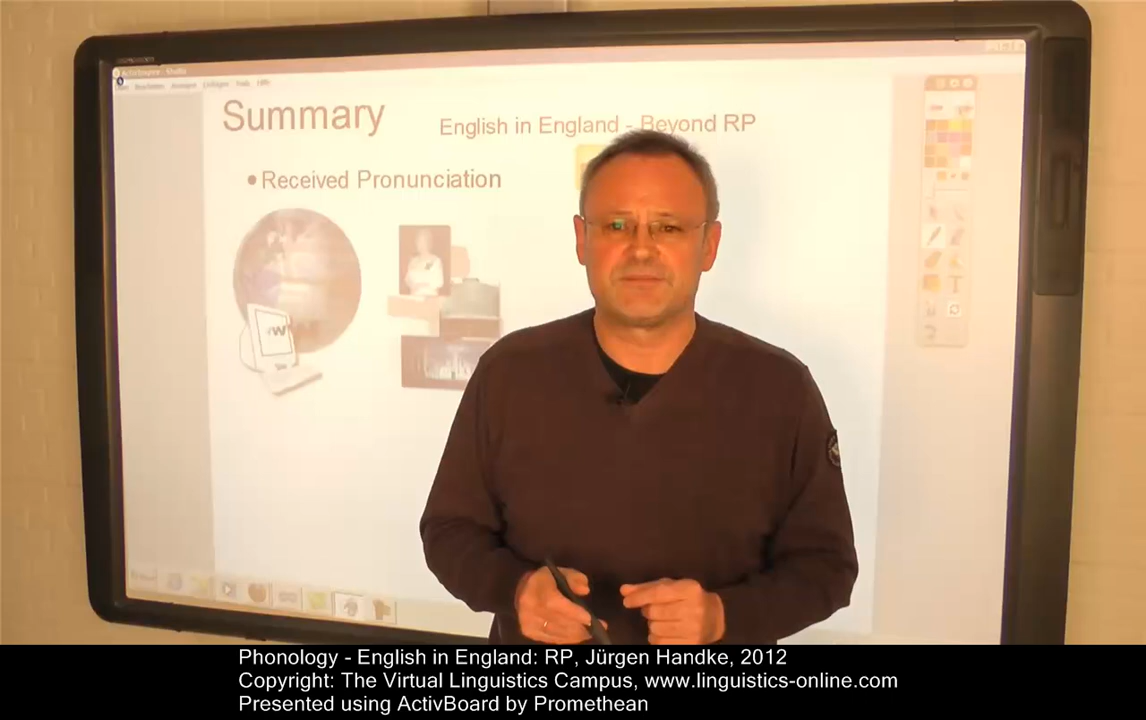 Summary
English in England - Beyond RP
• Received Pronunciation
Phonology - English in England: RP, Jürgen Handke, 2012
Copyright: The Virtual Linguistics Campus, www.linguistics-online.com
Presented using ActivBoard by Promethean